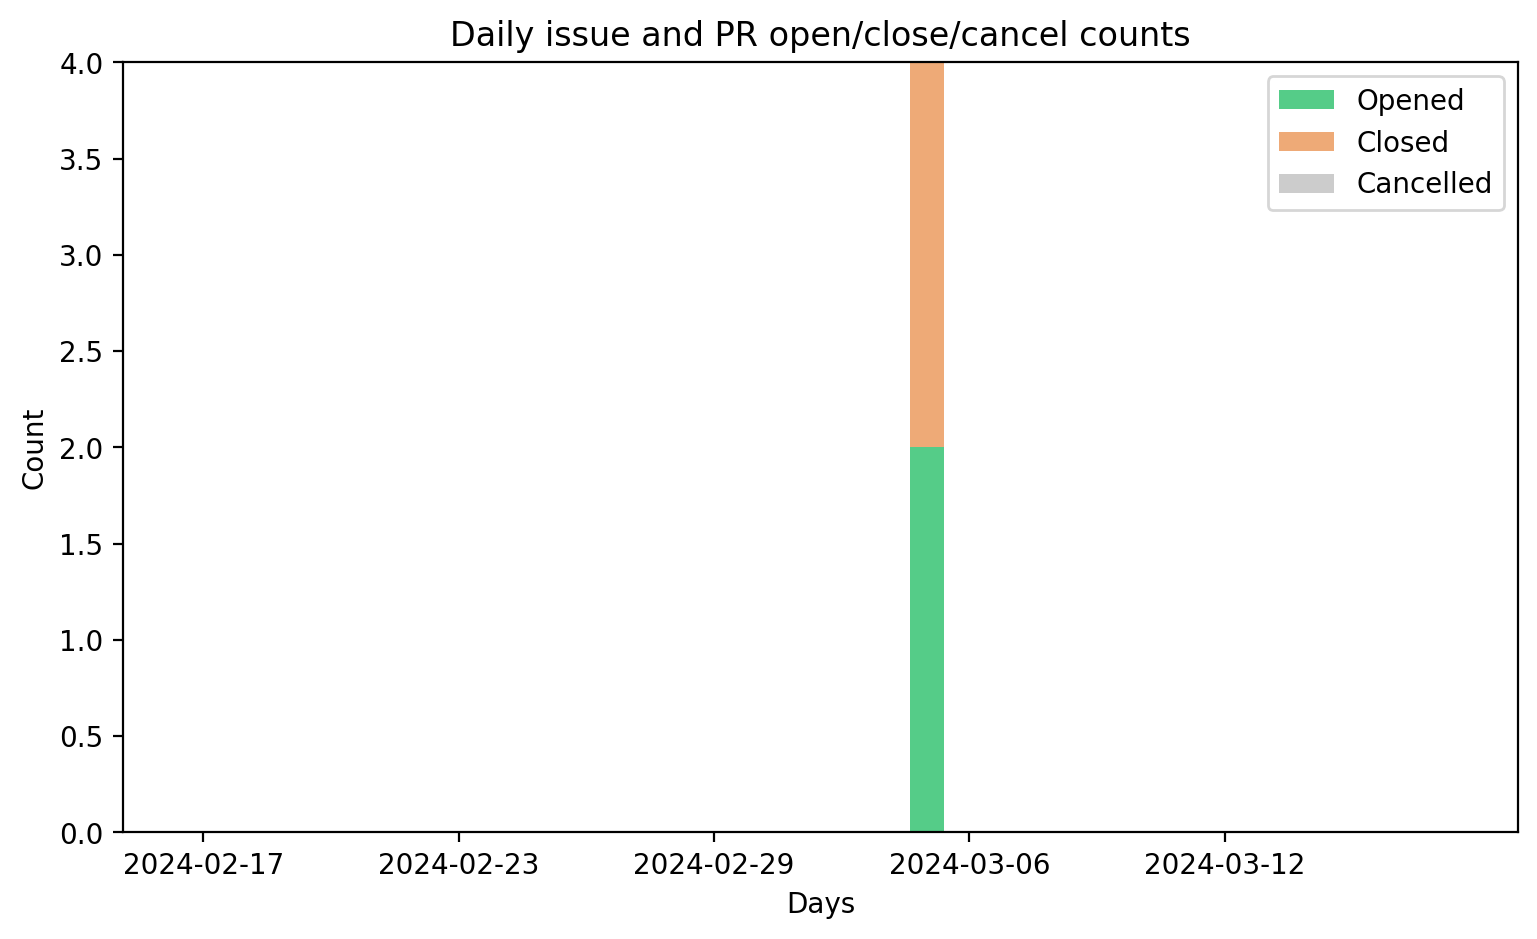 Daily issue and PR open/close/cancel counts
4.0
3.5
3.0
2.5
2.0
1.5
1.0
0.5
0.0
Count
Opened
Closed
Cancelled
2024-02-17 2024-02-23 2024-02-29 2024-03-06 2024-03-12
Days